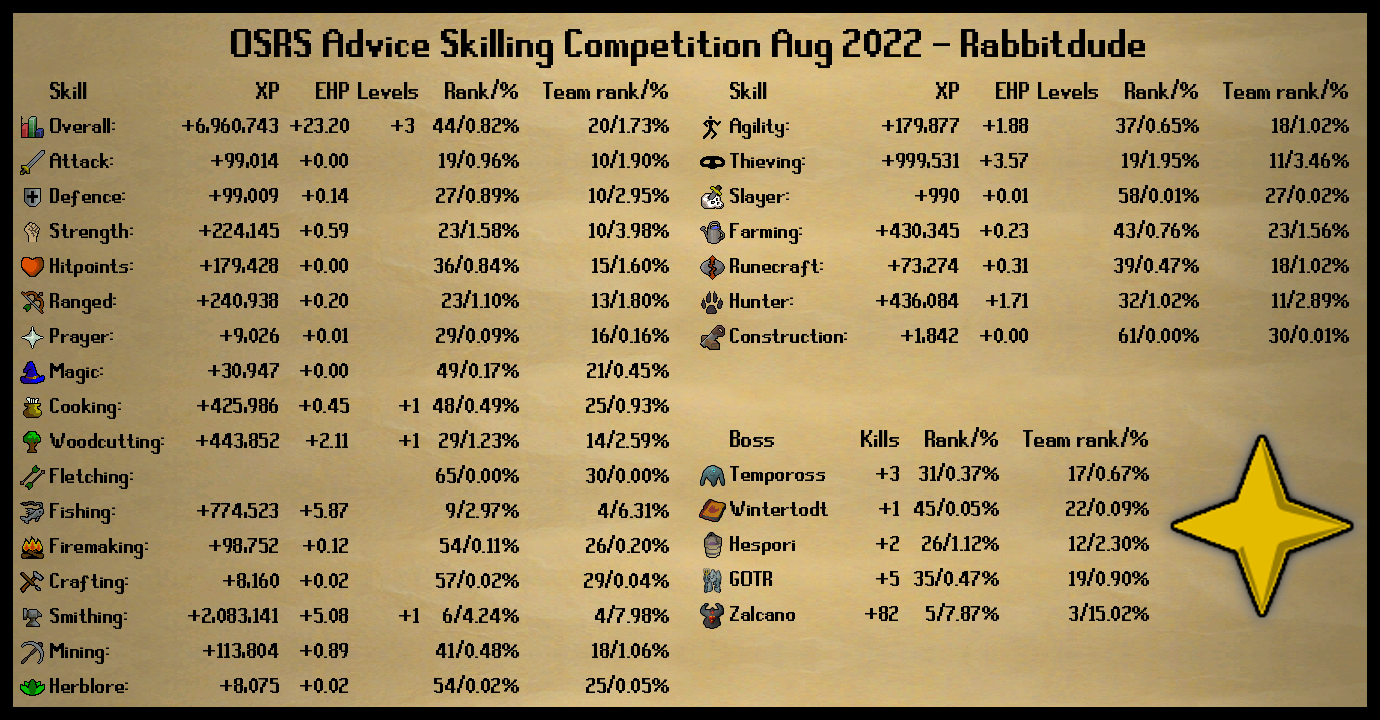 OSRS Advice Skilling Competition Aug 2022 - Rabbitdude
Skill XP EHP Levels Rank/% Team rank/%
Overall: +6,960,743 +23.20 +3 44/0.82% 20/1.73%
Attack: +99,014 +0.00 19/0.96% 10/1.90%
Defence: +99,009 +0.14 27/0.89% 10/2.95%
Strength: +224,145 +0.59 23/1.58% 10/3.98%
Hitpoints: +179,428 +0.00 36/0.84% 15/1.60%
Ranged: +240,938 +0.20 23/1.10% 13/1.80%
Prayer: +9,026 +0.01 29/0.09% 16/0.16%
Magic: +30,947 +0.00 49/0.17% 21/0.45%
Cooking: +425,986 +0.45 +1 48/0.49% 25/0.93%
Woodcutting: +443,852 +2.11 +1 29/1.23% 14/2.59%
Fletching: 65/0.00% 30/0.00%
Fishing: +774,523 +5.87 9/2.97% 4/6.31%
Firemaking: +98,752 +0.12 54/0.11% 26/0.20%
Crafting: +8,160 +0.02 57/0.02% 29/0.04%
Smithing: +2,083,141 +5.08 +1 6/4.24% 4/7.98%
Mining: +113,804 +0.89 41/0.48% 18/1.06%
Herblore: +8,075 +0.02 54/0.02% 25/0.05%
Skill XP EHP Levels Rank/% Team rank/%
Agility: +179,877 +1.88 37/0.65% 18/1.02%
Thieving: +999,531 +3.57 19/1.95% 11/3.46%
Slayer: +990 +0.01 58/0.01% 27/0.02%
Farming: +430,345 +0.23 43/0.76% 23/1.56%
Runecraft: +73,274 +0.31 39/0.47% 18/1.02%
Hunter: +436,084 +1.71 32/1.02% 11/2.89%
Construction: +1,842 +0.00 61/0.00% 30/0.01%
Boss Kills Rank/% Team rank/%
Tempoross +3 31/0.37% 17/0.67%
Wintertodt +1 45/0.05% 22/0.09%
Hespori +2 26/1.12% 12/2.30%
GOTR +5 35/0.47% 19/0.90%
Zalcano +82 5/7.87% 3/15.02%